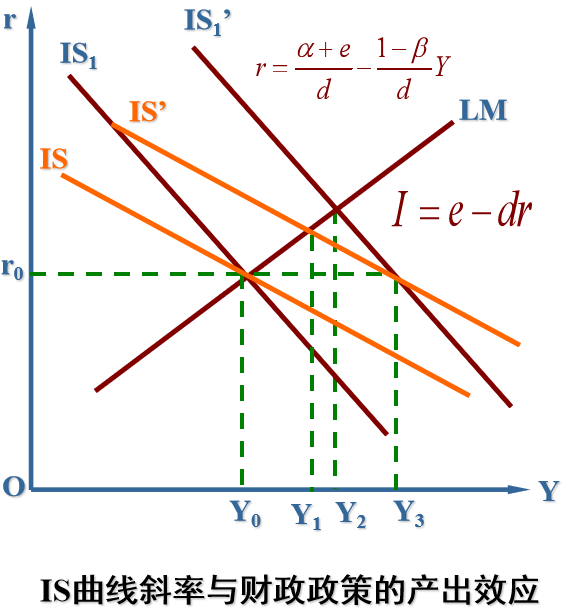 r
IS₁’
IS₁
IS’
r = (α + e)/d − (1 − β)/d Y
LM
IS
I = e − dr
r₀
O
Y
Y₀ Y₁ Y₂ Y₃
IS曲线斜率与财政政策的产出效应